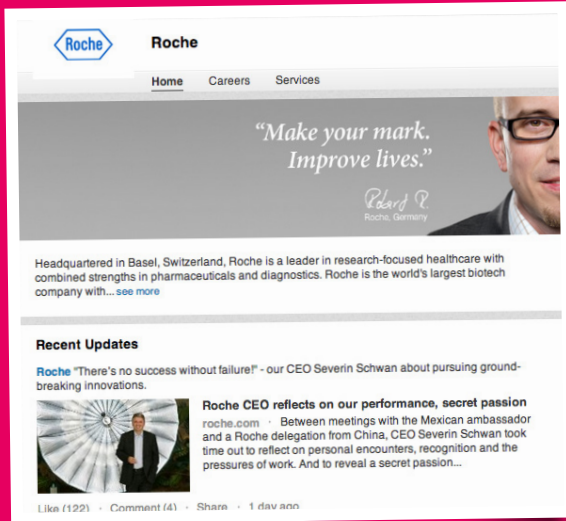 Roche
Roche
Home Careers Services
“Make your mark.
Improve lives.”
Robert R.
Roche, Germany
Headquartered in Basel, Switzerland, Roche is a leader in research-focused healthcare with
combined strengths in pharmaceuticals and diagnostics. Roche is the world's largest biotech
company with... see more
Recent Updates
Roche "There's no success without failure!" - our CEO Severin Schwan about pursuing ground-
breaking innovations.
Roche CEO reflects on our performance, secret passion
roche.com · Between meetings with the Mexican ambassador
and a Roche delegation from China, CEO Severin Schwan took
time out to reflect on personal encounters, recognition and the
pressures of work. And to reveal a secret passion...
Like (122) · Comment (4) · Share · 1 day ago